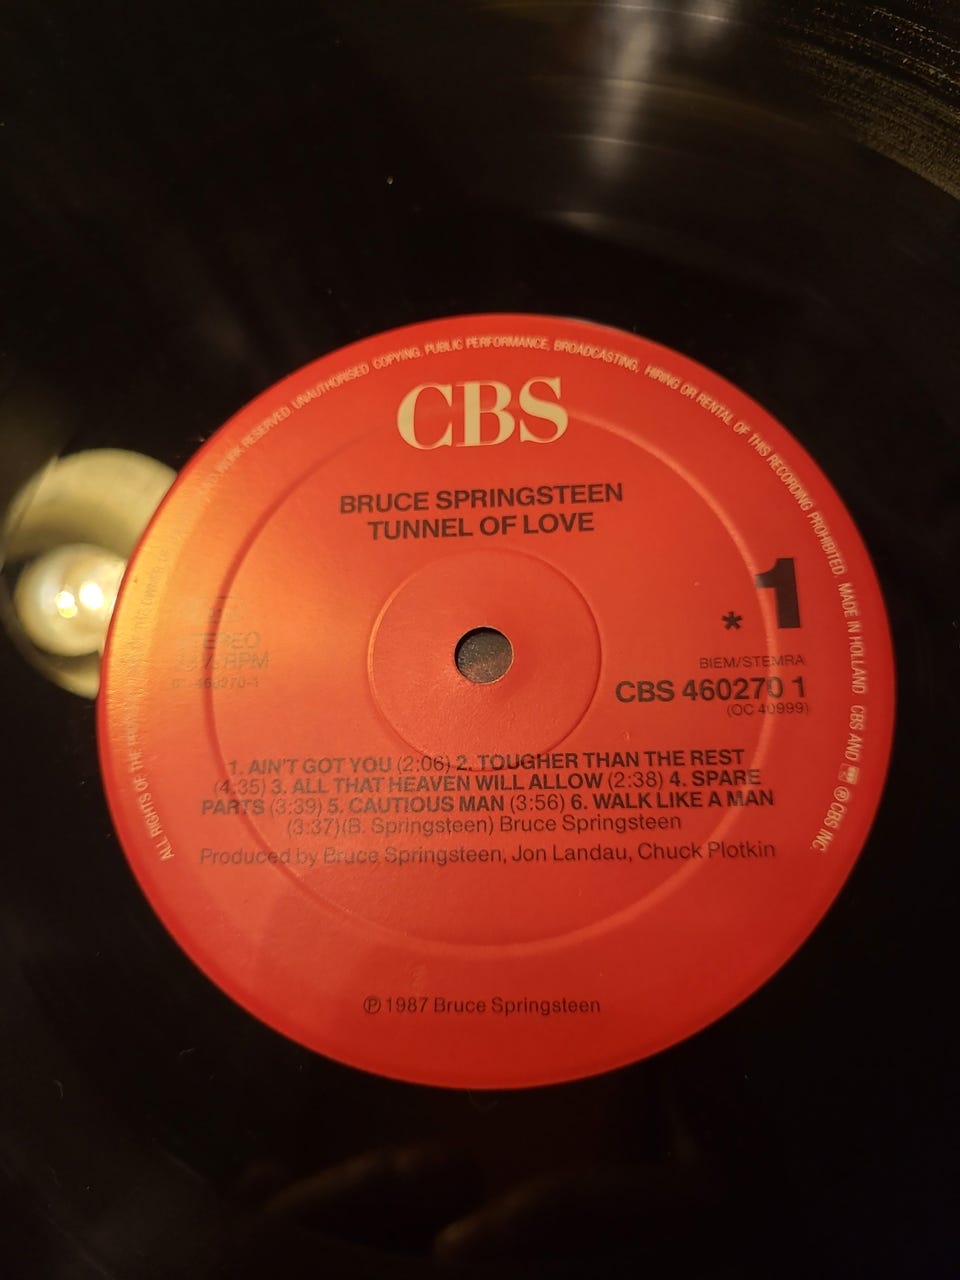 ALL RIGHTS OF THE WORK RESERVED. UNAUTHORISED COPYING, PUBLIC PERFORMANCE, BROADCASTING, HIRING OR RENTAL OF THIS RECORDING PROHIBITED. MADE IN HOLLAND CBS AND ℗ CBS INC.
CBS
BRUCE SPRINGSTEEN
TUNNEL OF LOVE
* 1
STEREO
RPM
BIEM/STEMRA
CBS 460270 1
(OC 40999)
1. AIN'T GOT YOU (2:06) 2. TOUGHER THAN THE REST
(4:35) 3. ALL THAT HEAVEN WILL ALLOW (2:38) 4. SPARE
PARTS (3:39) 5. CAUTIOUS MAN (3:56) 6. WALK LIKE A MAN
(3:37)(B. Springsteen) Bruce Springsteen
Produced by Bruce Springsteen, Jon Landau, Chuck Plotkin
℗ 1987 Bruce Springsteen